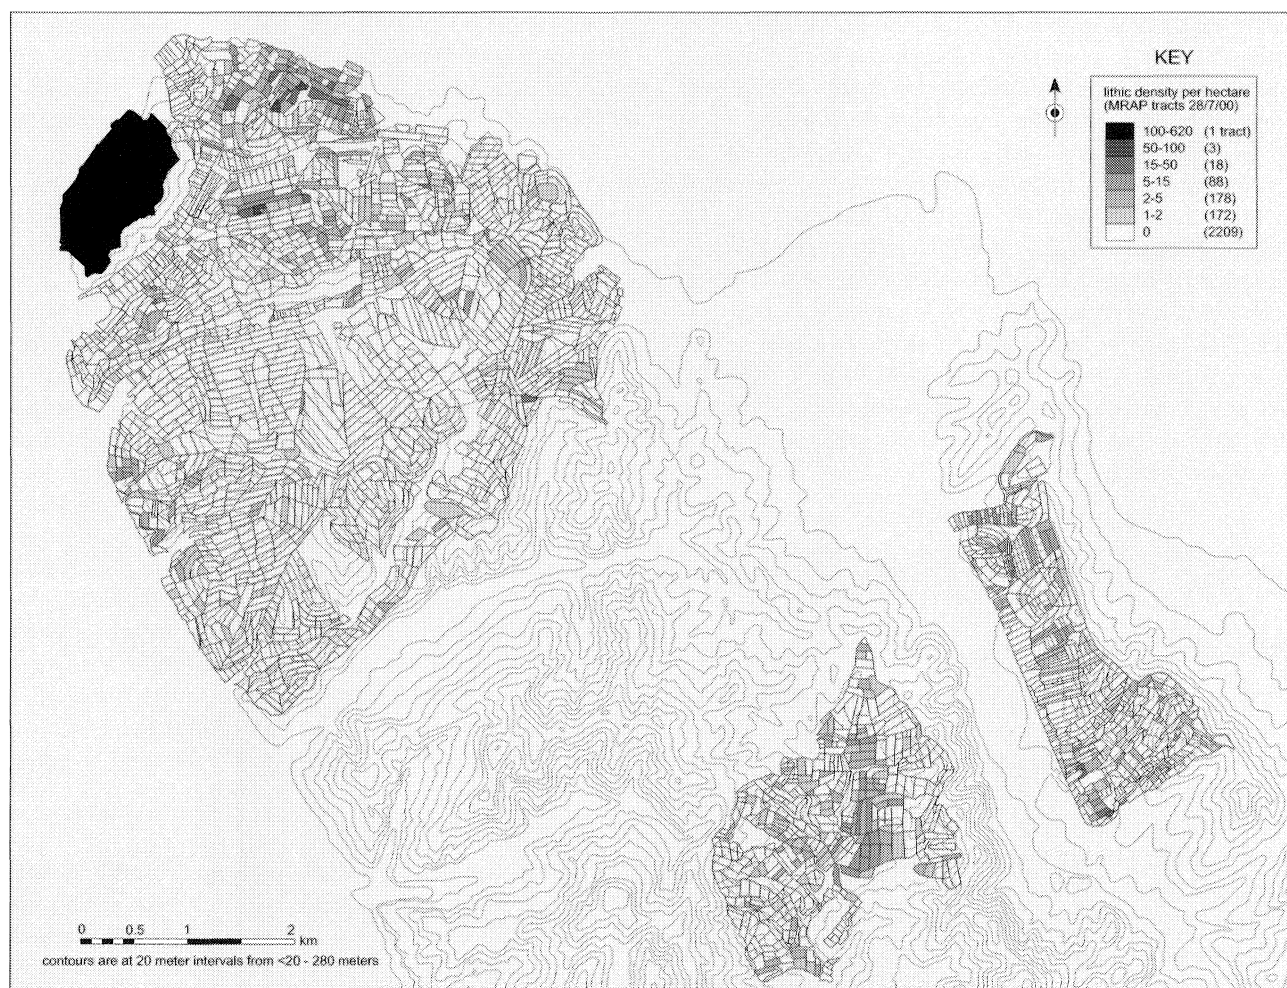 KEY
lithic density per hectare
(MRAP tracts 28/7/00)
100-620 (1 tract)
50-100 (3)
15-50 (18)
5-15 (88)
2-5 (178)
1-2 (172)
0 (2209)
0 0.5 1 2
km
contours are at 20 meter intervals from <20 - 280 meters